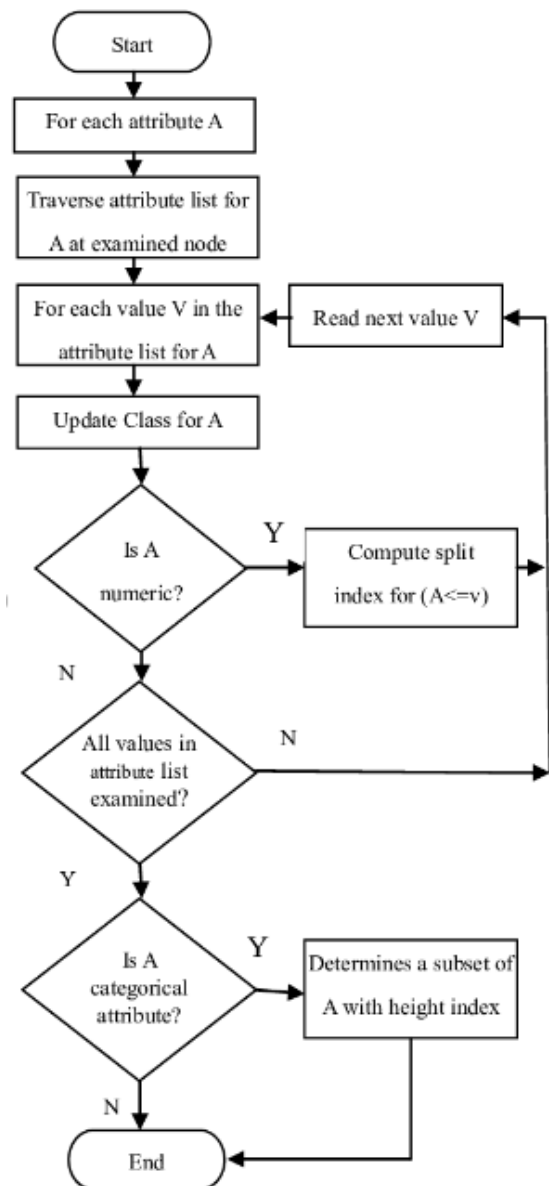 Start
For each attribute A
Traverse attribute list for
A at examined node
For each value V in the
attribute list for A
Read next value V
Update Class for A
Is A
numeric?
Y
Compute split
index for (A<=v)
N
All values in
attribute list
examined?
N
Y
Is A
categorical
attribute?
Y
Determines a subset of
A with height index
N
End